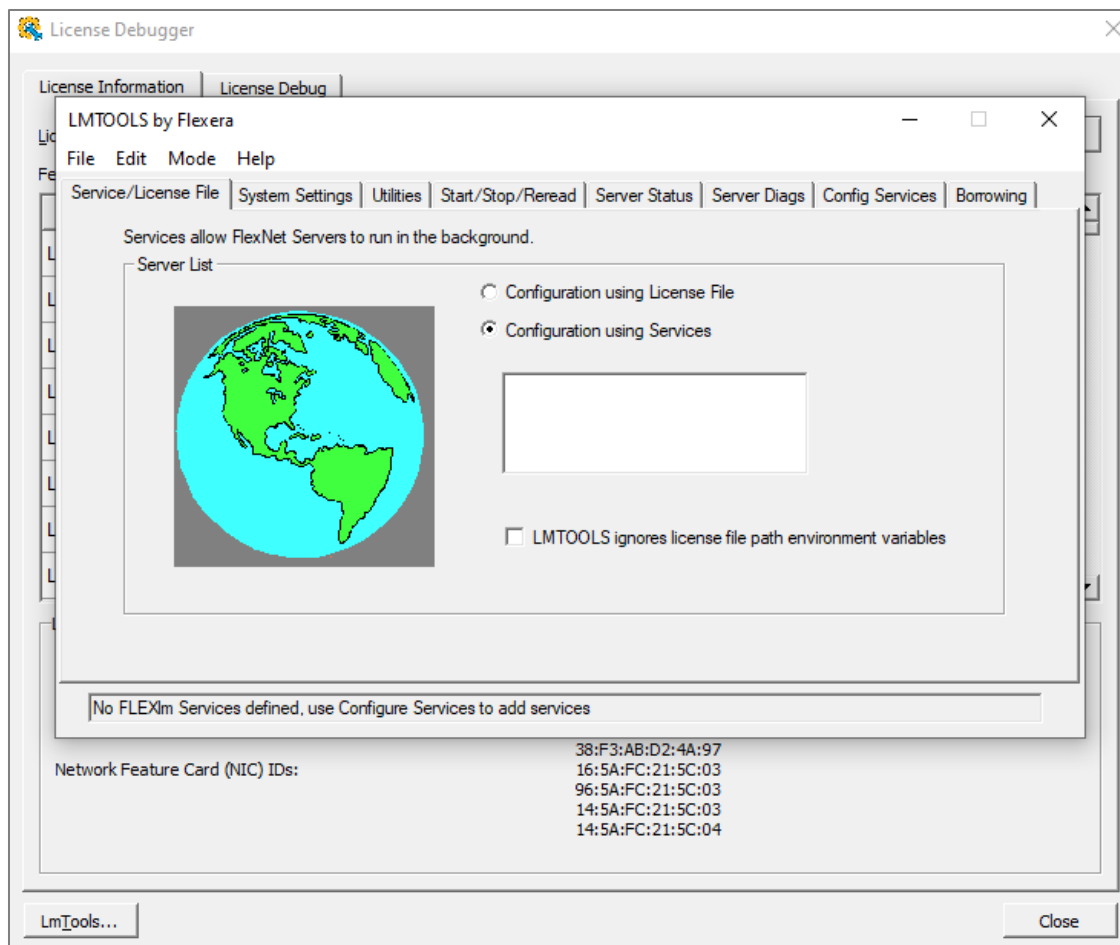 License Debugger
License Information
License Debug
LMTOOLS by Flexera
File Edit Mode Help
Service/License File System Settings Utilities Start/Stop/Reread Server Status Server Diags Config Services Borrowing
Services allow FlexNet Servers to run in the background.
Server List
Configuration using License File
Configuration using Services
LMTOOLS ignores license file path environment variables
No FLEXlm Services defined, use Configure Services to add services
38:F3:AB:D2:4A:97
Network Feature Card (NIC) IDs:
16:5A:FC:21:5C:03
96:5A:FC:21:5C:03
14:5A:FC:21:5C:03
14:5A:FC:21:5C:04
LmTools...
Close